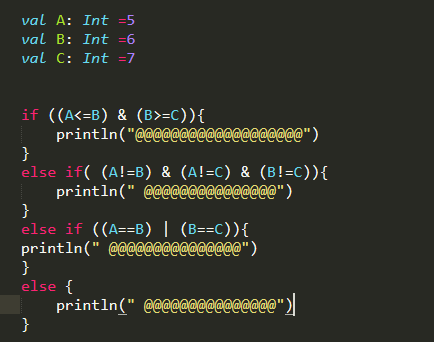 val A: Int =5
val B: Int =6
val C: Int =7
if ((A<=B) & (B>=C)){
println("@@@@@@@@@@@@@@@@@@@")
}
else if( (A!=B) & (A!=C) & (B!=C)){
println(" @@@@@@@@@@@@@@@")
}
else if ((A==B) | (B==C)){
println(" @@@@@@@@@@@@@@@")
}
else {
println(" @@@@@@@@@@@@@@@")
}